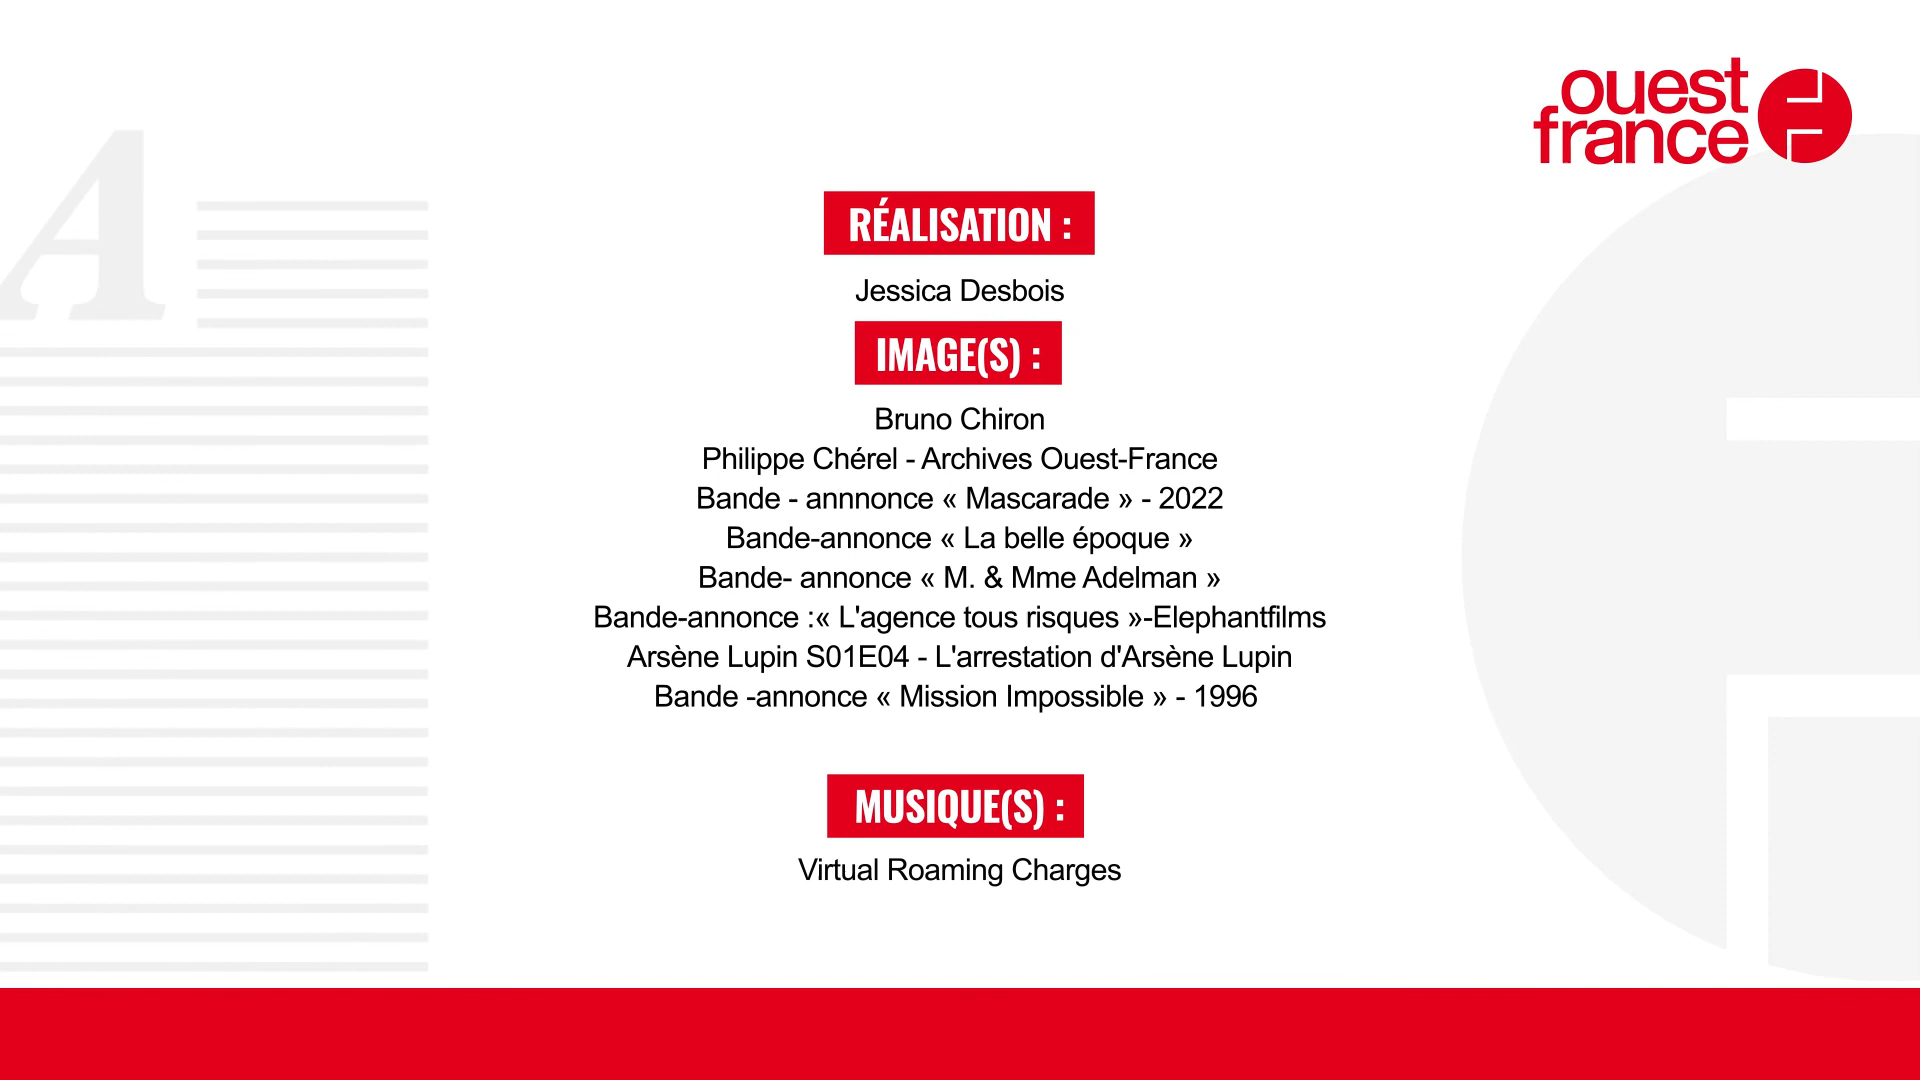 ouest
france
RÉALISATION :
Jessica Desbois
IMAGE(S) :
Bruno Chiron
Philippe Chérel - Archives Ouest-France
Bande - annnonce « Mascarade » - 2022
Bande-annonce « La belle époque »
Bande- annonce « M. & Mme Adelman »
Bande-annonce :« L'agence tous risques »-Elephantfilms
Arsène Lupin S01E04 - L'arrestation d'Arsène Lupin
Bande -annonce « Mission Impossible » - 1996
MUSIQUE(S) :
Virtual Roaming Charges
A